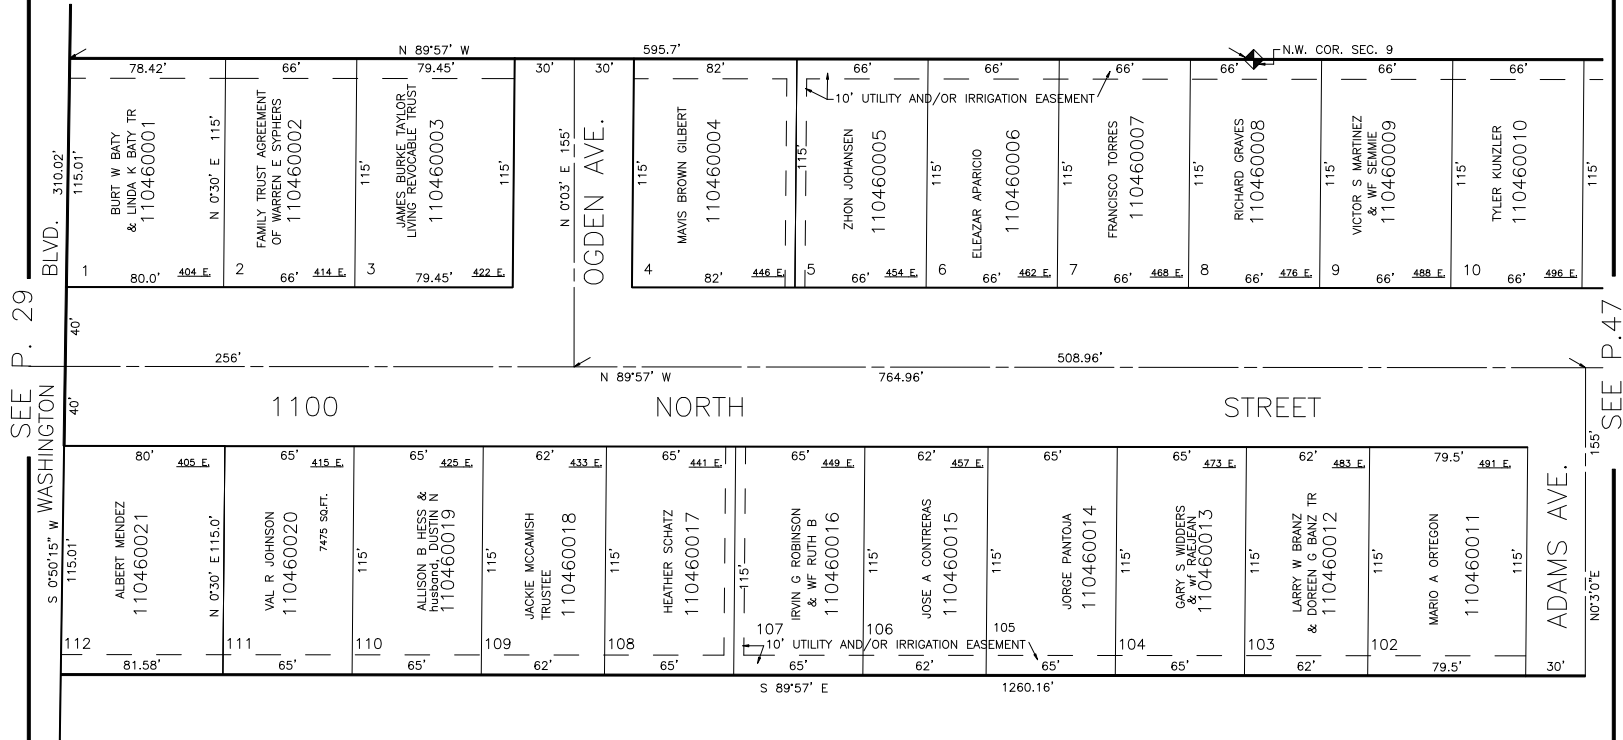 N 89°57' W
595.7'
N.W. COR. SEC. 9
78.42'
66'
79.45'
30'
30'
82'
66'
66'
66'
66'
66'
66'
10' UTILITY AND/OR IRRIGATION EASEMENT
310.02'
115.01'
BURT W BATY
& LINDA K BATY TR
110460001
N 0°30' E 115'
FAMILY TRUST AGREEMENT
OF WARREN E SYPHERS
110460002
115'
JAMES BURKE TAYLOR
LIVING REVOCABLE TRUST
110460003
115'
N 0°03' E 155'
OGDEN AVE.
115'
MAVIS BROWN GILBERT
110460004
115'
ZHON JOHANSEN
110460005
115'
ELEAZAR APARICIO
110460006
115'
FRANCISCO TORRES
110460007
115'
RICHARD GRAVES
110460008
115'
VICTOR S MARTINEZ
& WF SEMMIE
110460009
115'
TYLER KUNZLER
110460010
115'
1
404 E.
2
414 E.
3
422 E.
4
446 E.
5
454 E.
6
462 E.
7
468 E.
8
476 E.
9
488 E.
10
496 E.
80.0'
66'
79.45'
82'
66'
66'
66'
66'
66'
66'
SEE P. 29
WASHINGTON BLVD.
SEE P.47
40'
256'
508.96'
N 89°57' W
764.96'
40'
1100 NORTH STREET
80'
405 E.
65'
415 E.
65'
425 E.
62'
433 E.
65'
441 E.
65'
449 E.
62'
457 E.
65'
65'
473 E.
62'
483 E.
79.5'
491 E.
155'
S 0°50'15" W
115.01'
ALBERT MENDEZ
110460021
N 0°30' E 115.0'
VAL R JOHNSON
110460020
7475 SQ.FT.
115'
ALLISON B HESS &
husband, DUSTIN N
110460019
115'
JACKIE MCCAMISH
TRUSTEE
110460018
115'
HEATHER SCHATZ
110460017
115'
IRVIN G ROBINSON
& WF RUTH B
110460016
115'
JOSE A CONTRERAS
110460015
115'
JORGE PANTOJA
110460014
115'
GARY S WIDDERS
& wf RAEJEAN
110460013
115'
LARRY W BRANZ
& DOREEN G BANZ TR
110460012
115'
MARIO A ORTEGON
110460011
115'
ADAMS AVE.
N0°3'0"E
112
111
110
109
108
107
106
105
104
103
102
10' UTILITY AND/OR IRRIGATION EASEMENT
81.58'
65'
65'
62'
65'
65'
62'
65'
65'
62'
79.5'
30'
S 89°57' E
1260.16'